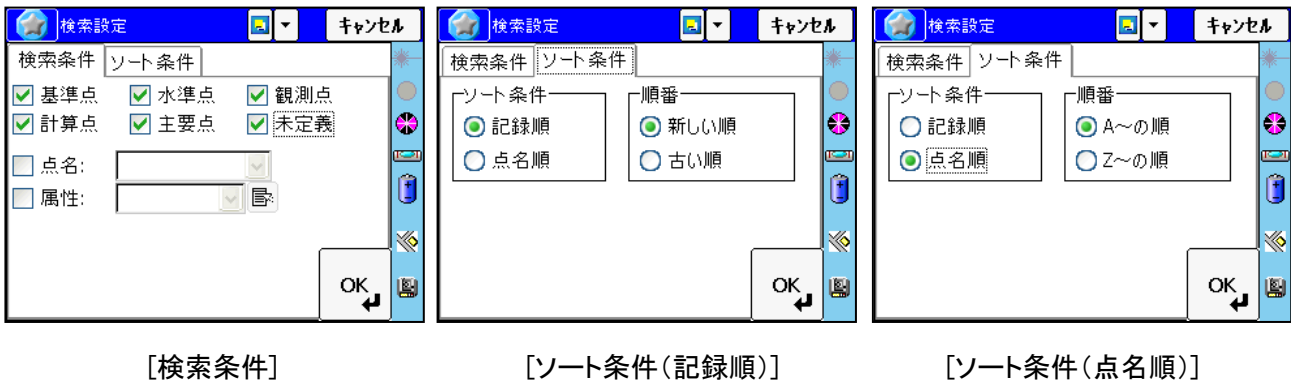 検索設定 キャンセル
検索条件 ソート条件
基準点 水準点 観測点
計算点 主要点 未定義
点名:
属性:
OK
[検索条件]
検索設定 キャンセル
検索条件 ソート条件
ソート条件 順番
記録順 新しい順
点名順 古い順
OK
[ソート条件(記録順)]
検索設定 キャンセル
検索条件 ソート条件
ソート条件 順番
記録順 A～の順
点名順 Z～の順
OK
[ソート条件(点名順)]